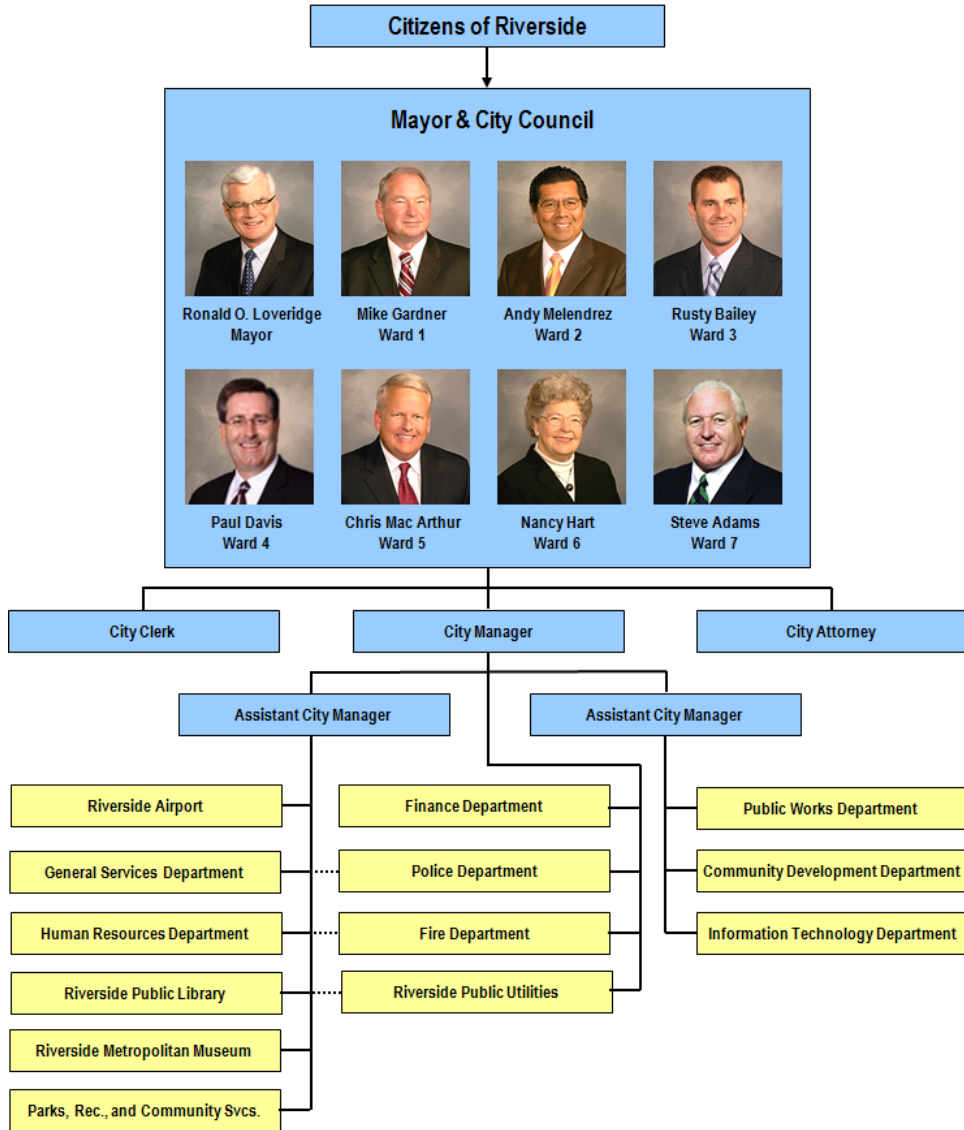 Citizens of Riverside
Mayor & City Council
Ronald O. Loveridge
Mayor
Mike Gardner
Ward 1
Andy Melendrez
Ward 2
Rusty Bailey
Ward 3
Paul Davis
Ward 4
Chris Mac Arthur
Ward 5
Nancy Hart
Ward 6
Steve Adams
Ward 7
City Clerk
City Manager
City Attorney
Assistant City Manager
Assistant City Manager
Riverside Airport
Finance Department
Public Works Department
General Services Department
Police Department
Community Development Department
Human Resources Department
Fire Department
Information Technology Department
Riverside Public Library
Riverside Public Utilities
Riverside Metropolitan Museum
Parks, Rec., and Community Svcs.